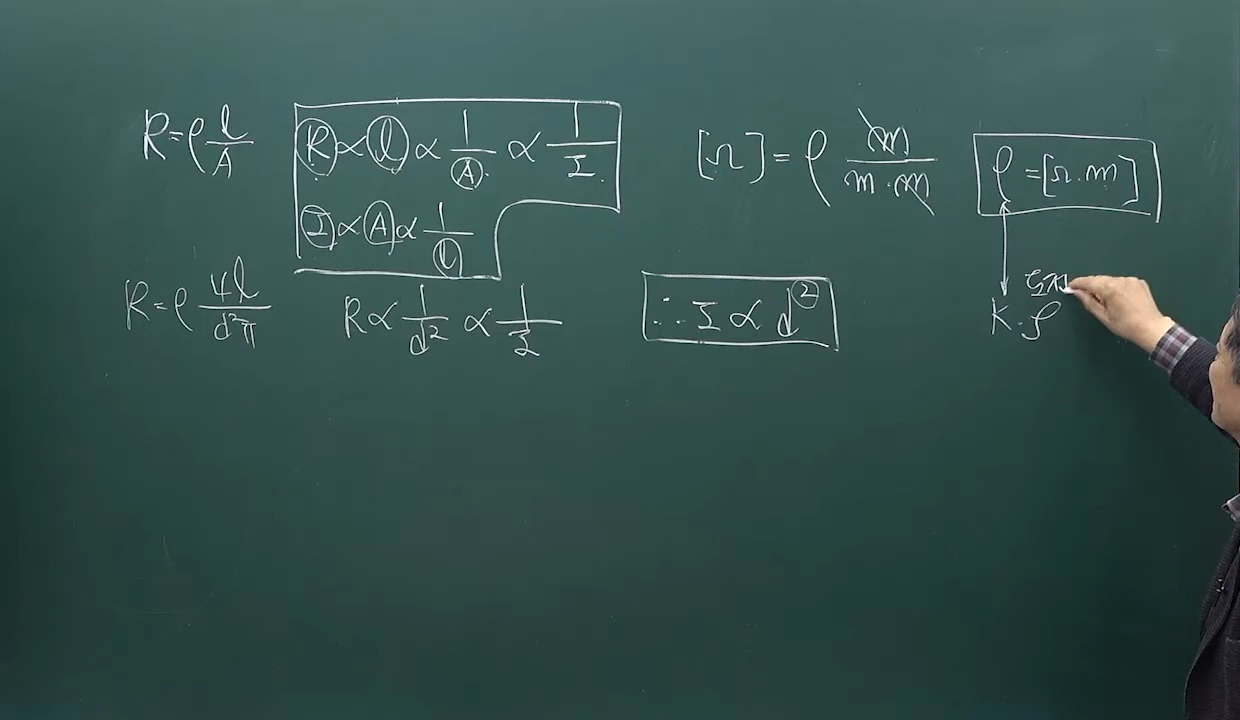 R=ρ l/A
R ∝ l ∝ 1/A ∝ 1/I
I ∝ A ∝ 1/l
R=ρ 4l/d²π
R ∝ 1/d² ∝ 1/I
∴ I ∝ d²
[Ω] = ρ m/m·m
ρ = [Ω·m]
K·